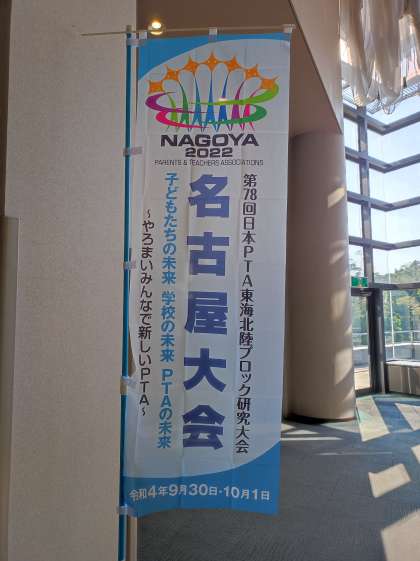 NAGOYA
2022
PARENTS & TEACHERS ASSOCIATIONS
第78回日本PTA東海北陸ブロック研究大会
名古屋大会
子どもたちの未来 学校の未来 PTAの未来
~やろまいみんなで新しいPTA~
令和4年9月30日-10月1日